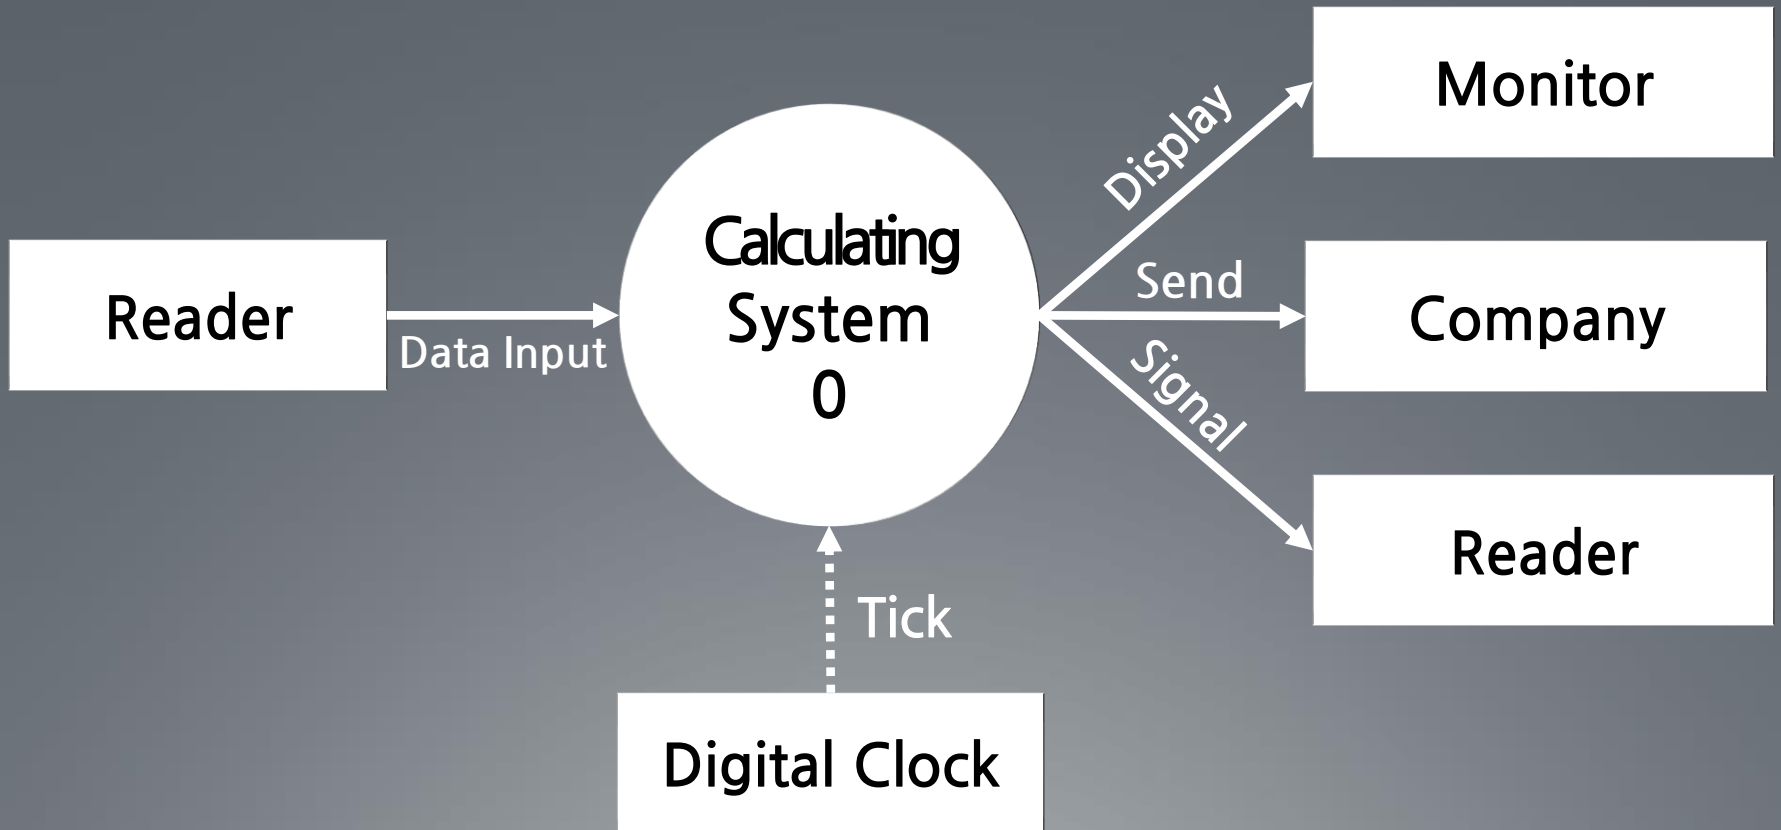 Monitor
Display
Calculating
System
0
Reader
Data Input
Send
Company
Signal
Reader
Tick
Digital Clock